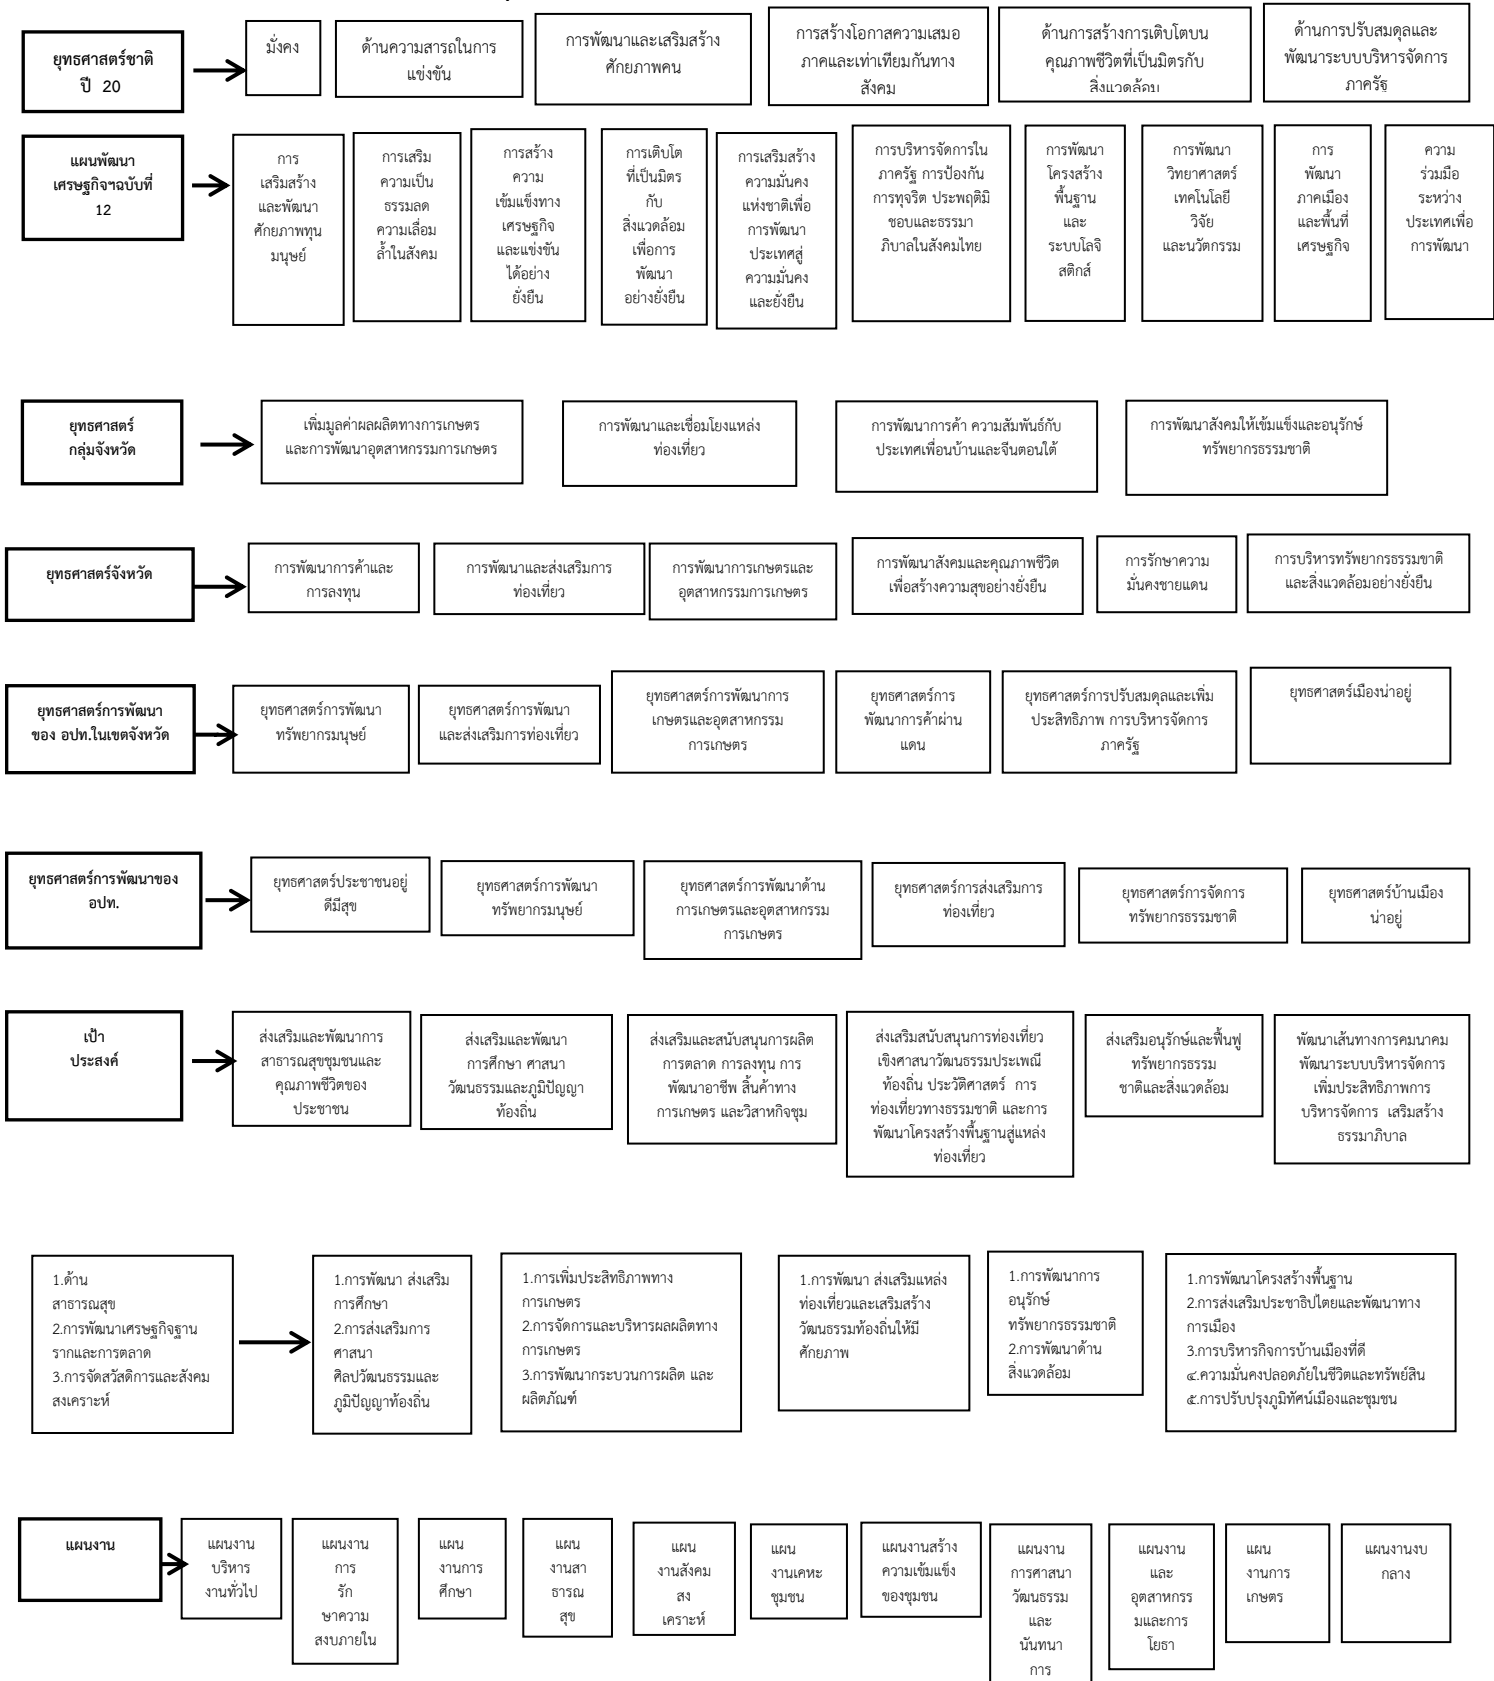 ยุทธศาสตร์ชาติ
ปี 20
มั่งคง
ด้านความสารถในการ
แข่งขัน
การพัฒนาและเสริมสร้าง
ศักยภาพคน
การสร้างโอกาสความเสมอ
ภาคและเท่าเทียมกันทาง
สังคม
ด้านการสร้างการเติบโตบน
คุณภาพชีวิตที่เป็นมิตรกับ
สิ่งแวดล้อม
ด้านการปรับสมดุลและ
พัฒนาระบบบริหารจัดการ
ภาครัฐ
แผนพัฒนา
เศรษฐกิจฯฉบับที่
12
การ
เสริมสร้าง
และพัฒนา
ศักยภาพทุน
มนุษย์
การเสริม
ความเป็น
ธรรมลด
ความเลื่อม
ล้ำในสังคม
การสร้าง
ความ
เข้มแข็งทาง
เศรษฐกิจ
และแข่งขัน
ได้อย่าง
ยั่งยืน
การเติบโต
ที่เป็นมิตร
กับ
สิ่งแวดล้อม
เพื่อการ
พัฒนา
อย่างยั่งยืน
การเสริมสร้าง
ความมั่นคง
แห่งชาติเพื่อ
การพัฒนา
ประเทศสู่
ความมั่นคง
และยั่งยืน
การบริหารจัดการใน
ภาครัฐ การป้องกัน
การทุจริต ประพฤติมิ
ชอบและธรรมา
ภิบาลในสังคมไทย
การพัฒนา
โครงสร้าง
พื้นฐาน
และ
ระบบโลจิ
สติกส์
การพัฒนา
วิทยาศาสตร์
เทคโนโลยี
วิจัย
และนวัตกรรม
การ
พัฒนา
ภาคเมือง
และพื้นที่
เศรษฐกิจ
ความ
ร่วมมือ
ระหว่าง
ประเทศเพื่อ
การพัฒนา
ยุทธศาสตร์
กลุ่มจังหวัด
เพิ่มมูลค่าผลผลิตทางการเกษตร
และการพัฒนาอุตสาหกรรมการเกษตร
การพัฒนาและเชื่อมโยงแหล่ง
ท่องเที่ยว
การพัฒนาการค้า ความสัมพันธ์กับ
ประเทศเพื่อนบ้านและจีนตอนใต้
การพัฒนาสังคมให้เข้มแข็งและอนุรักษ์
ทรัพยากรธรรมชาติ
ยุทธศาสตร์จังหวัด
การพัฒนาการค้าและ
การลงทุน
การพัฒนาและส่งเสริมการ
ท่องเที่ยว
การพัฒนาการเกษตรและ
อุตสาหกรรมการเกษตร
การพัฒนาสังคมและคุณภาพชีวิต
เพื่อสร้างความสุขอย่างยั่งยืน
การรักษาความ
มั่นคงชายแดน
การบริหารทรัพยากรธรรมชาติ
และสิ่งแวดล้อมอย่างยั่งยืน
ยุทธศาสตร์การพัฒนา
ของ อปท.ในเขตจังหวัด
ยุทธศาสตร์การพัฒนา
ทรัพยากรมนุษย์
ยุทธศาสตร์การพัฒนา
และส่งเสริมการท่องเที่ยว
ยุทธศาสตร์การพัฒนาการ
เกษตรและอุตสาหกรรม
การเกษตร
ยุทธศาสตร์การ
พัฒนาการค้าผ่าน
แดน
ยุทธศาสตร์การปรับสมดุลและเพิ่ม
ประสิทธิภาพ การบริหารจัดการ
ภาครัฐ
ยุทธศาสตร์เมืองน่าอยู่
ยุทธศาสตร์การพัฒนาของ
อปท.
ยุทธศาสตร์ประชาชนอยู่
ดีมีสุข
ยุทธศาสตร์การพัฒนา
ทรัพยากรมนุษย์
ยุทธศาสตร์การพัฒนาด้าน
การเกษตรและอุตสาหกรรม
การเกษตร
ยุทธศาสตร์การส่งเสริมการ
ท่องเที่ยว
ยุทธศาสตร์การจัดการ
ทรัพยากรธรรมชาติ
ยุทธศาสตร์บ้านเมือง
น่าอยู่
เป้า
ประสงค์
ส่งเสริมและพัฒนาการ
สาธารณสุขชุมชนและ
คุณภาพชีวิตของ
ประชาชน
ส่งเสริมและพัฒนา
การศึกษา ศาสนา
วัฒนธรรมและภูมิปัญญา
ท้องถิ่น
ส่งเสริมและสนับสนุนการผลิต
การตลาด การลงทุน การ
พัฒนาอาชีพ สิ้นค้าทาง
การเกษตร และวิสาหกิจชุม
ส่งเสริมสนับสนุนการท่องเที่ยว
เชิงศาสนาวัฒนธรรมประเพณี
ท้องถิ่น ประวัติศาสตร์ การ
ท่องเที่ยวทางธรรมชาติ และการ
พัฒนาโครงสร้างพื้นฐานสู่แหล่ง
ท่องเที่ยว
ส่งเสริมอนุรักษ์และฟื้นฟู
ทรัพยากรธรรม
ชาติและสิ่งแวดล้อม
พัฒนาเส้นทางการคมนาคม
พัฒนาระบบบริหารจัดการ
เพิ่มประสิทธิภาพการ
บริหารจัดการ เสริมสร้าง
ธรรมาภิบาล
1.ด้าน
สาธารณสุข
2.การพัฒนาเศรษฐกิจฐาน
รากและการตลาด
3.การจัดสวัสดิการและสังคม
สงเคราะห์
1.การพัฒนา ส่งเสริม
การศึกษา
2.การส่งเสริมการ
ศาสนา
ศิลปวัฒนธรรมและ
ภูมิปัญญาท้องถิ่น
1.การเพิ่มประสิทธิภาพทาง
การเกษตร
2.การจัดการและบริหารผลผลิตทาง
การเกษตร
3.การพัฒนากระบวนการผลิต และ
ผลิตภัณฑ์
1.การพัฒนา ส่งเสริมแหล่ง
ท่องเที่ยวและเสริมสร้าง
วัฒนธรรมท้องถิ่นให้มี
ศักยภาพ
1.การพัฒนาการ
อนุรักษ์
ทรัพยากรธรรมชาติ
2.การพัฒนาด้าน
สิ่งแวดล้อม
1.การพัฒนาโครงสร้างพื้นฐาน
2.การส่งเสริมประชาธิปไตยและพัฒนาทาง
การเมือง
3.การบริหารกิจการบ้านเมืองที่ดี
๔.ความมั่นคงปลอดภัยในชีวิตและทรัพย์สิน
๕.การปรับปรุงภูมิทัศน์เมืองและชุมชน
แผนงาน
แผนงาน
บริหาร
งานทั่วไป
แผนงาน
การ
รัก
ษาความ
สงบภายใน
แผน
งานการ
ศึกษา
แผน
งานสา
ธารณ
สุข
แผน
งานสังคม
สง
เคราะห์
แผน
งานเคหะ
ชุมชน
แผนงานสร้าง
ความเข้มแข็ง
ของชุมชน
แผนงาน
การศาสนา
วัฒนธรรม
และ
นันทนา
การ
แผนงาน
และ
อุตสาหกรร
มและการ
โยธา
แผน
งานการ
เกษตร
แผนงานงบ
กลาง